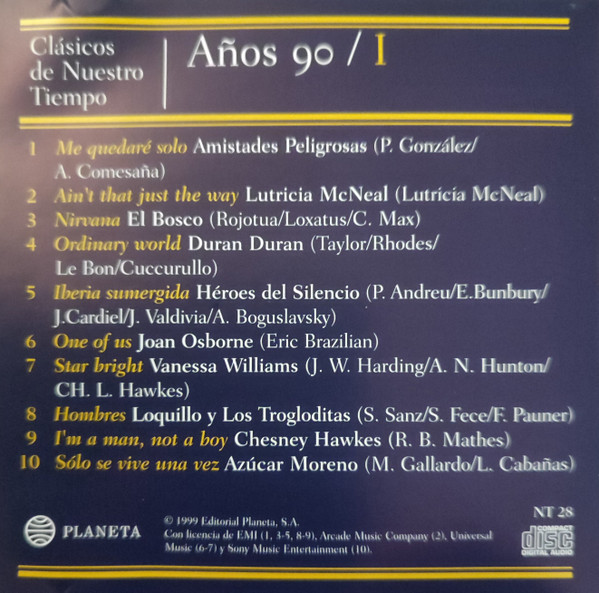 Clásicos
de Nuestro
Tiempo
Años 90 / I
1 Me quedaré solo Amistades Peligrosas (P. González/
A. Comesaña)
2 Ain't that just the way Lutricia McNeal (Lutricia McNeal)
3 Nirvana El Bosco (Rojotua/Loxatus/C. Max)
4 Ordinary world Duran Duran (Taylor/Rhodes/
Le Bon/Cuccurullo)
5 Iberia sumergida Héroes del Silencio (P. Andreu/E.Bunbury/
J.Cardiel/J. Valdivia/A. Boguslavsky)
6 One of us Joan Osborne (Eric Brazilian)
7 Star bright Vanessa Williams (J. W. Harding/A. N. Hunton/
CH. L. Hawkes)
8 Hombres Loquillo y Los Trogloditas (S. Sanz/S. Fece/F. Pauner)
9 I'm a man, not a boy Chesney Hawkes (R. B. Mathes)
10 Sólo se vive una vez Azúcar Moreno (M. Gallardo/L. Cabañas)
PLANETA
© 1999 Editorial Planeta, S.A.
Con licencia de EMI (1, 3-5, 8-9), Arcade Music Company (2), Universal
Music (6-7) y Sony Music Entertainment (10).
NT 28
COMPACT
disc
DIGITAL AUDIO